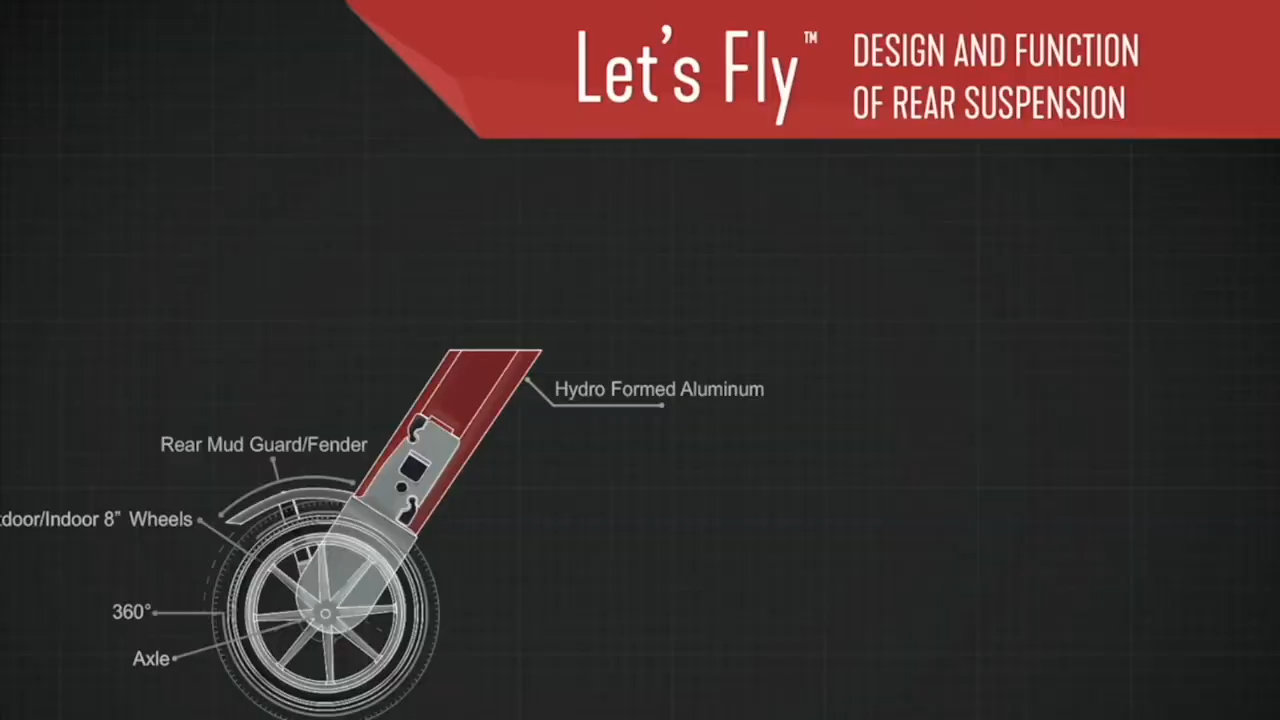 Let's Fly™
DESIGN AND FUNCTION
OF REAR SUSPENSION
Hydro Formed Aluminum
Rear Mud Guard/Fender
tdoor/Indoor 8” Wheels
360°
Axle